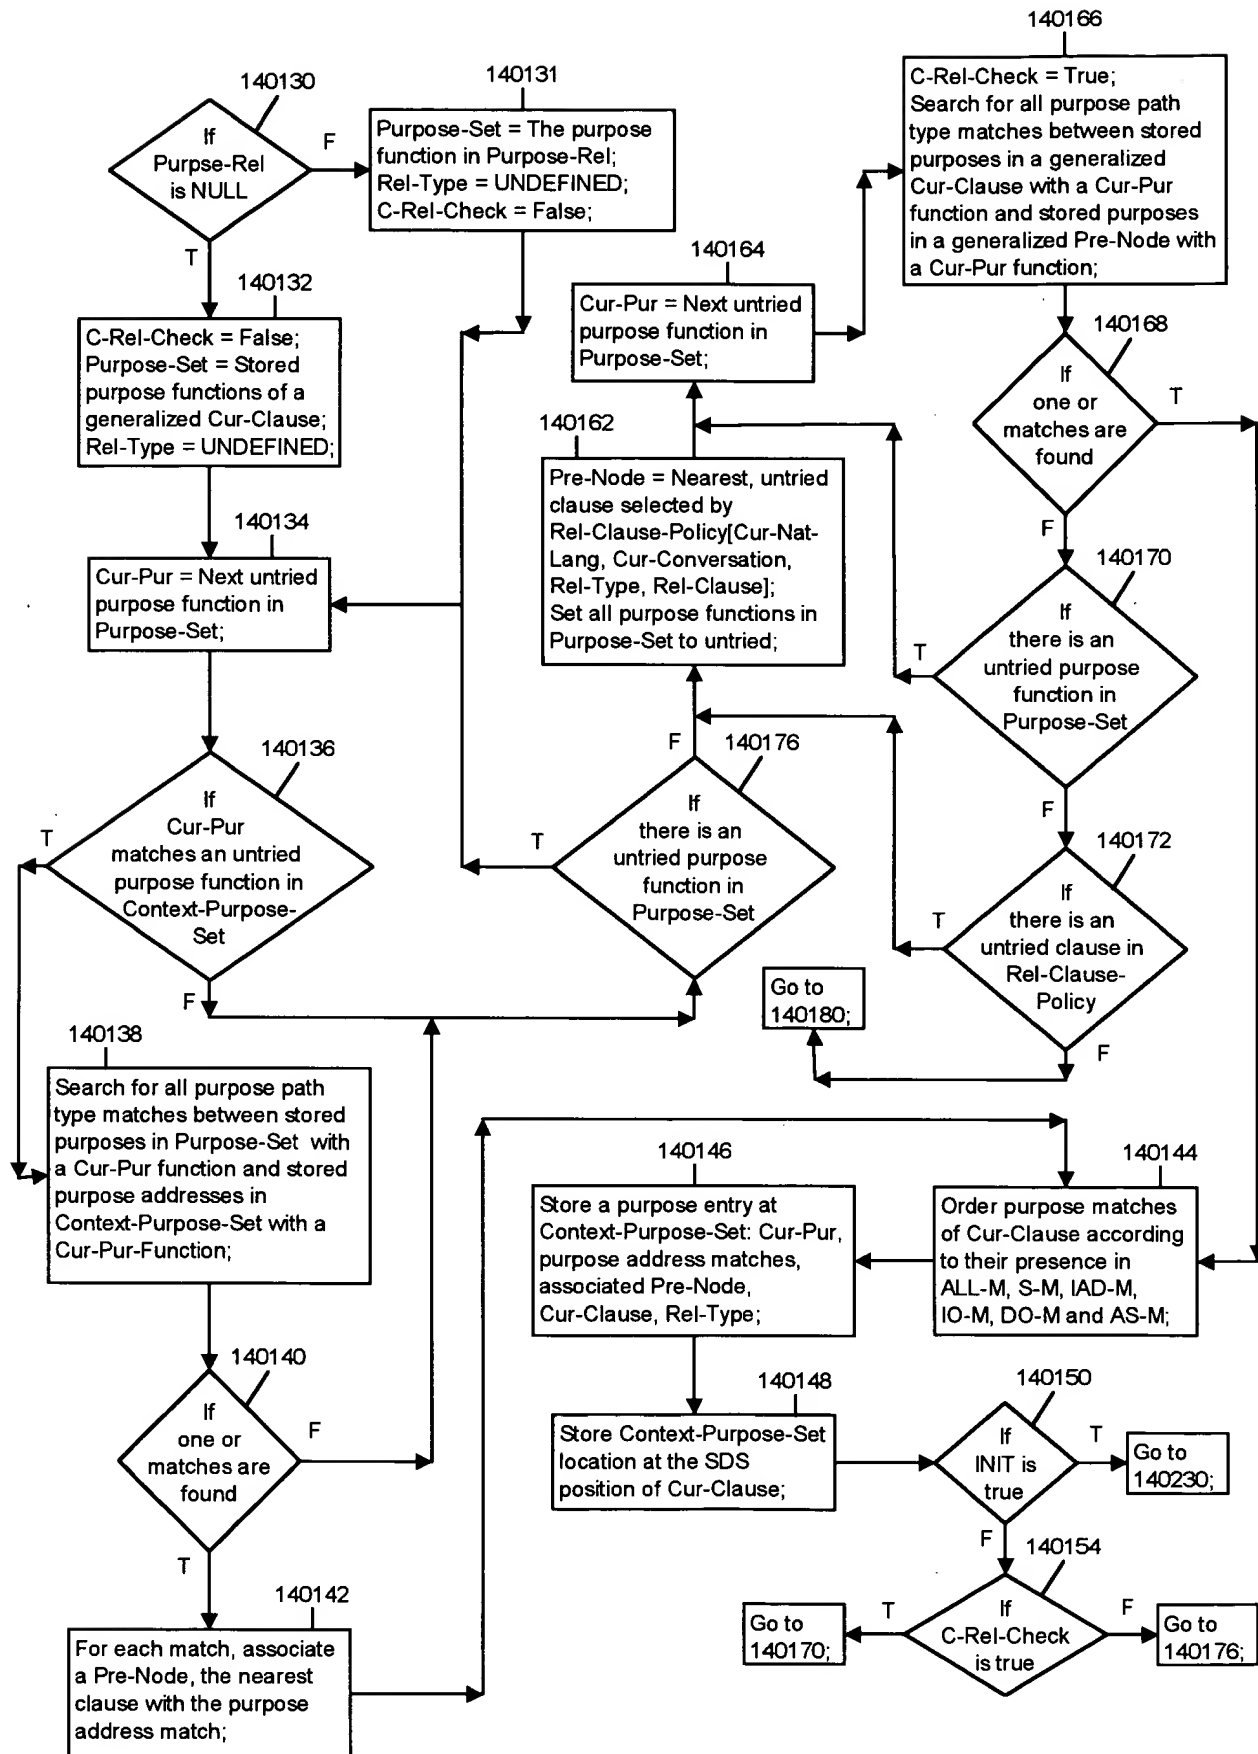 140130
If
Purpse-Rel
is NULL
F
T
140131
Purpose-Set = The purpose
function in Purpose-Rel;
Rel-Type = UNDEFINED;
C-Rel-Check = False;
140132
C-Rel-Check = False;
Purpose-Set = Stored
purpose functions of a
generalized Cur-Clause;
Rel-Type = UNDEFINED;
140134
Cur-Pur = Next untried
purpose function in
Purpose-Set;
140136
If
Cur-Pur
matches an untried
purpose function in
Context-Purpose-
Set
T
F
140138
Search for all purpose path
type matches between stored
purposes in Purpose-Set with
a Cur-Pur function and stored
purpose addresses in
Context-Purpose-Set with a
Cur-Pur-Function;
140140
If
one or
matches are
found
F
T
140142
For each match, associate
a Pre-Node, the nearest
clause with the purpose
address match;
140164
Cur-Pur = Next untried
purpose function in
Purpose-Set;
140162
Pre-Node = Nearest, untried
clause selected by
Rel-Clause-Policy[Cur-Nat-
Lang, Cur-Conversation,
Rel-Type, Rel-Clause];
Set all purpose functions in
Purpose-Set to untried;
140176
F
If
there is an
untried purpose
function in
Purpose-Set
T
140166
C-Rel-Check = True;
Search for all purpose path
type matches between stored
purposes in a generalized
Cur-Clause with a Cur-Pur
function and stored purposes
in a generalized Pre-Node with
a Cur-Pur function;
140168
If
one or
matches are
found
T
F
140170
If
there is an
untried purpose
function in
Purpose-Set
T
F
140172
If
there is an
untried clause in
Rel-Clause-
Policy
T
F
Go to
140180;
140144
Order purpose matches
of Cur-Clause according
to their presence in
ALL-M, S-M, IAD-M,
IO-M, DO-M and AS-M;
140146
Store a purpose entry at
Context-Purpose-Set: Cur-Pur,
purpose address matches,
associated Pre-Node,
Cur-Clause, Rel-Type;
140148
Store Context-Purpose-Set
location at the SDS
position of Cur-Clause;
140150
If
INIT is
true
T
Go to
140230;
F
140154
If
C-Rel-Check
is true
T
Go to
140170;
F
Go to
140176;